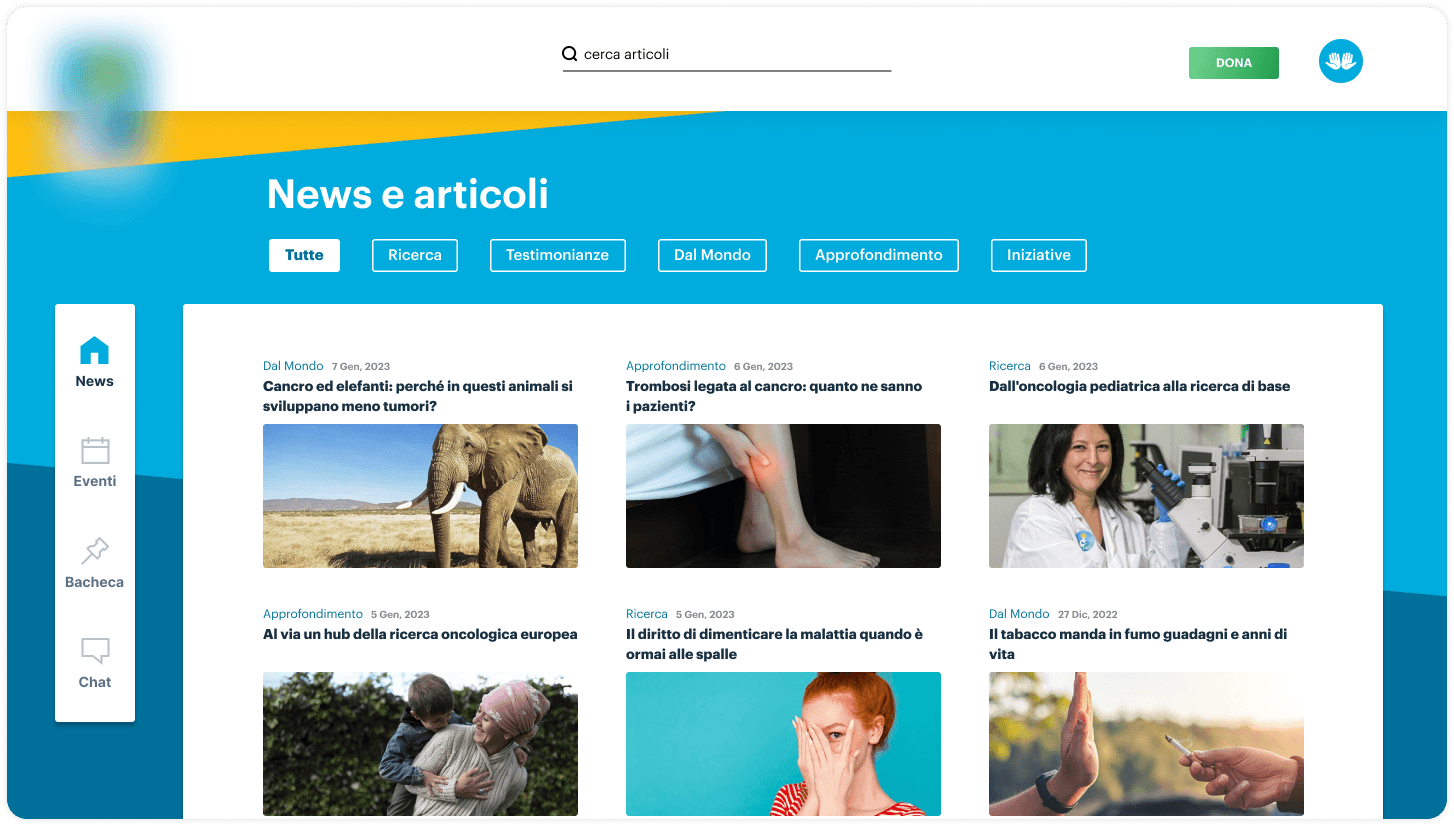 cerca articoli
DONA
News e articoli
Tutte
Ricerca
Testimonianze
Dal Mondo
Approfondimento
Iniziative
News
Eventi
Bacheca
Chat
Dal Mondo 7 Gen, 2023
Cancro ed elefanti: perché in questi animali si
sviluppano meno tumori?
Approfondimento 6 Gen, 2023
Trombosi legata al cancro: quanto ne sanno
i pazienti?
Ricerca 6 Gen, 2023
Dall'oncologia pediatrica alla ricerca di base
Approfondimento 5 Gen, 2023
Al via un hub della ricerca oncologica europea
Ricerca 5 Gen, 2023
Il diritto di dimenticare la malattia quando è
ormai alle spalle
Dal Mondo 27 Dic, 2022
Il tabacco manda in fumo guadagni e anni di
vita